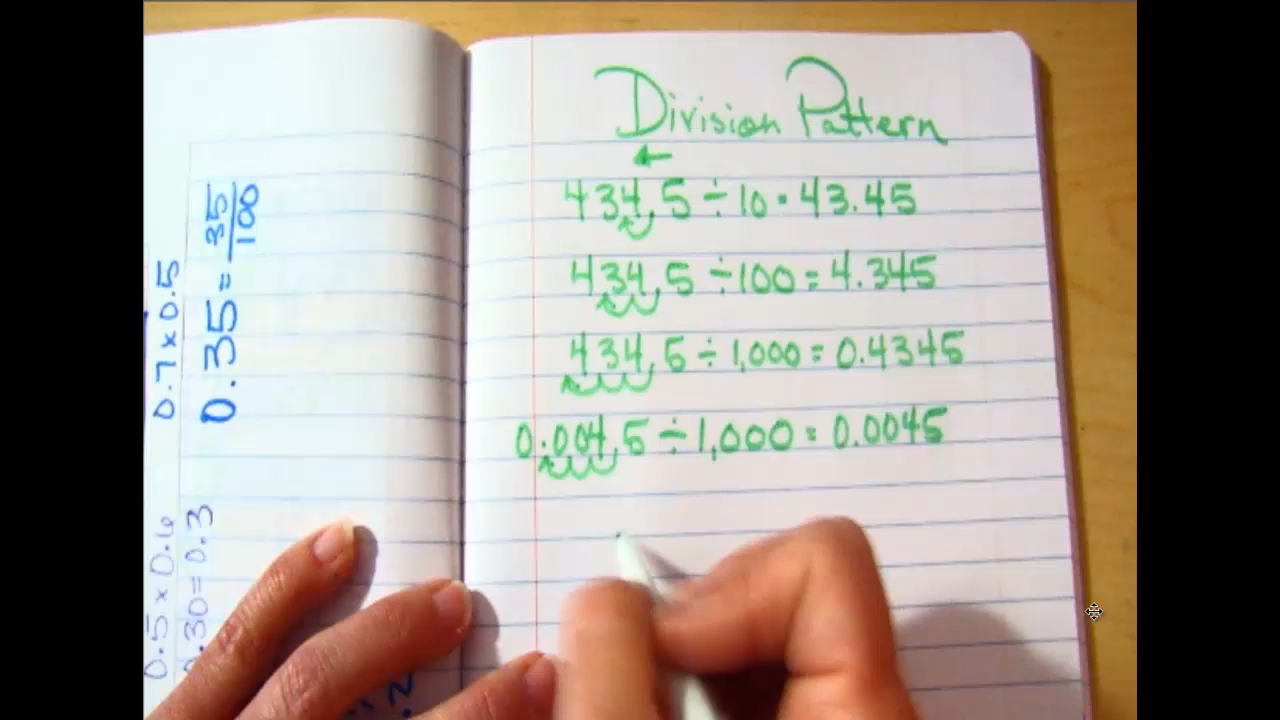 0.7 x 0.5
0.35 = 35/100
0.5 x 0.6
.30 = 0.3
Division Pattern
←
434.5 ÷ 10 = 43.45
434.5 ÷ 100 = 4.345
434.5 ÷ 1,000 = 0.4345
0.004.5 ÷ 1,000 = 0.0045